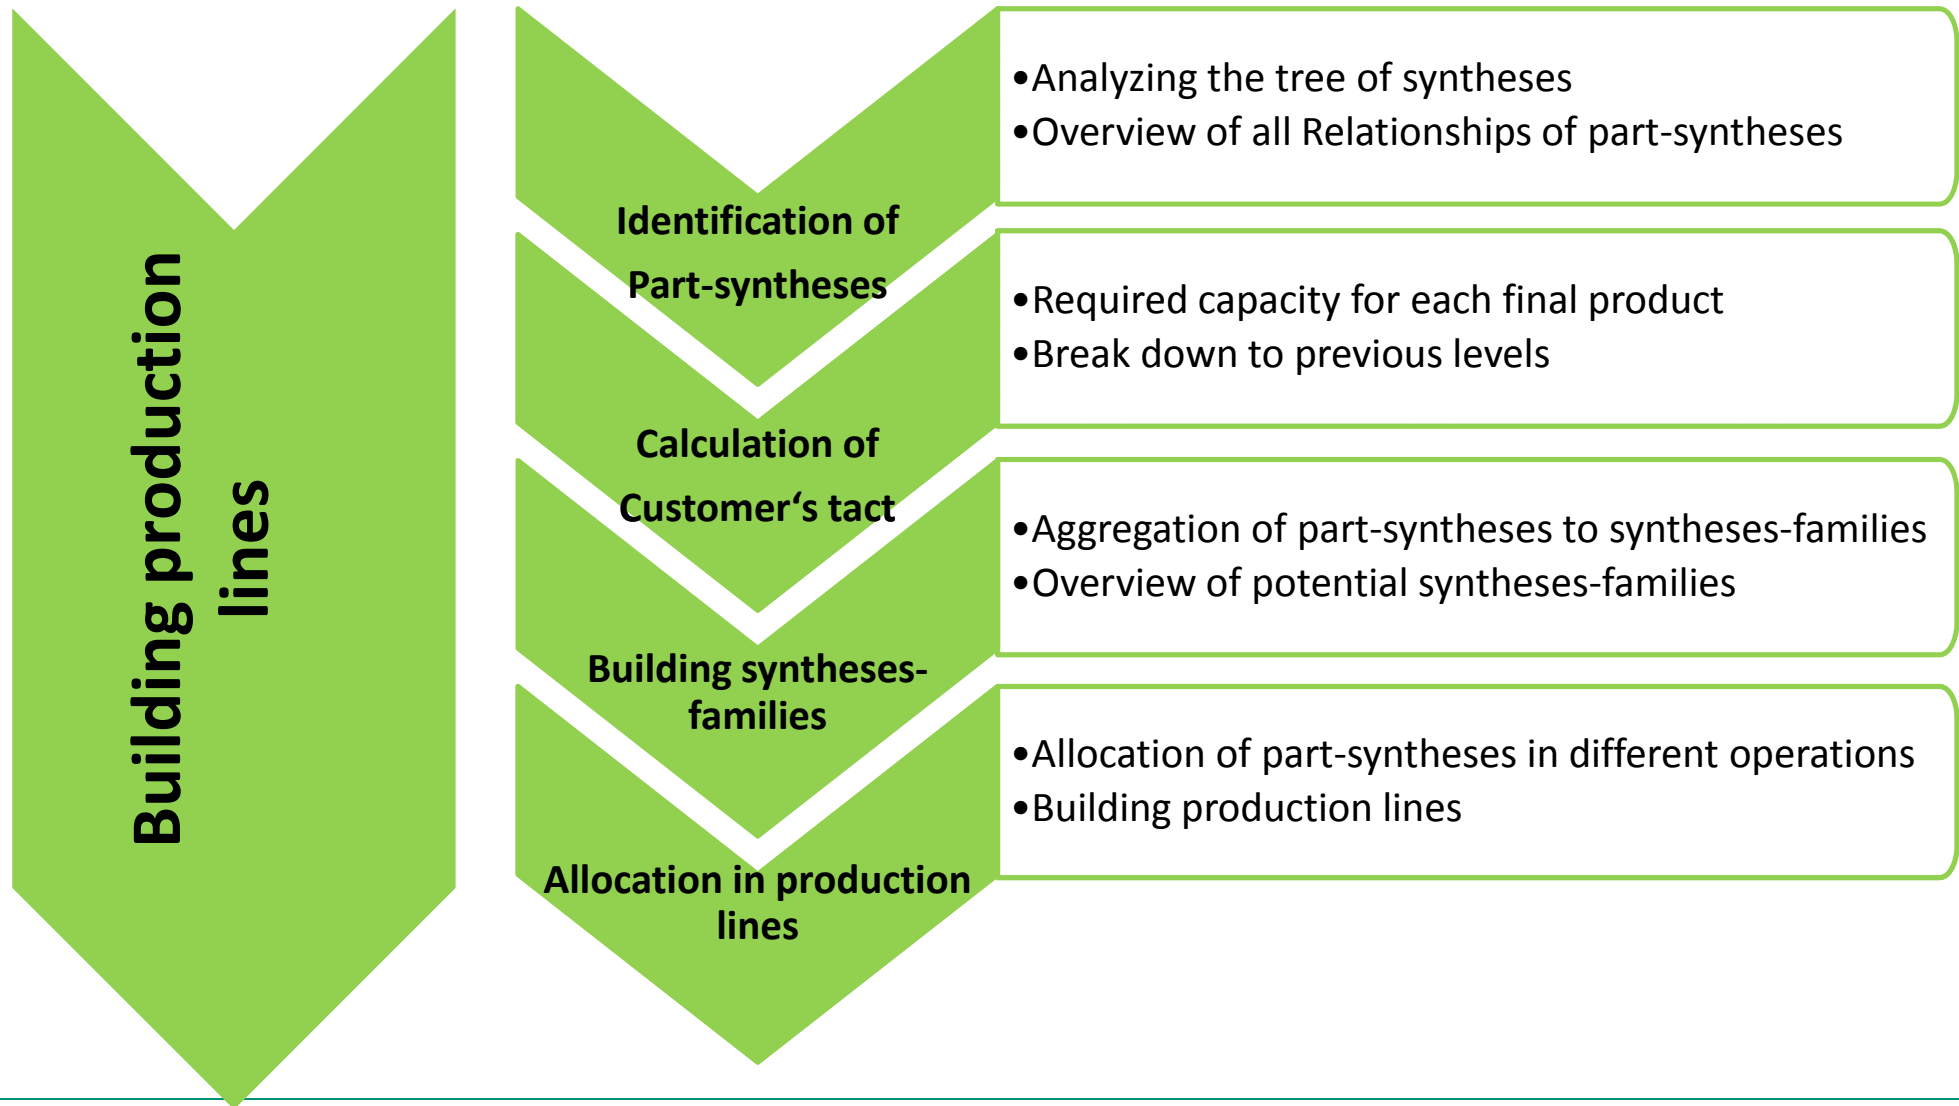 Building production
lines
Identification of
Part-syntheses
•Analyzing the tree of syntheses
•Overview of all Relationships of part-syntheses
Calculation of
Customer‘s tact
•Required capacity for each final product
•Break down to previous levels
Building syntheses-
families
•Aggregation of part-syntheses to syntheses-families
•Overview of potential syntheses-families
Allocation in production
lines
•Allocation of part-syntheses in different operations
•Building production lines